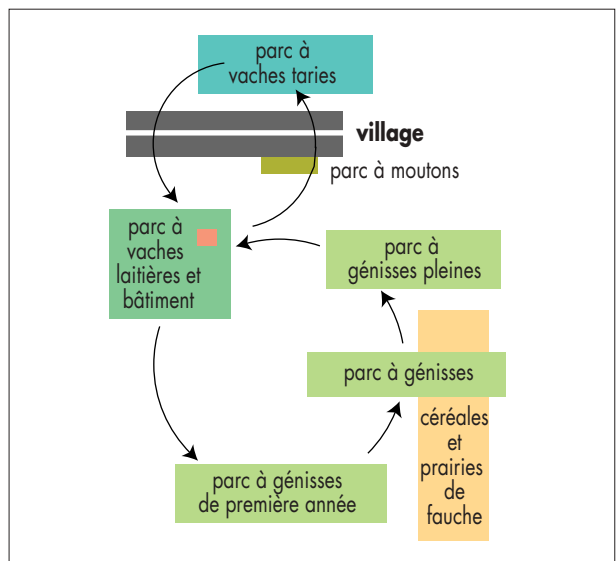 parc à
vaches taries
village
parc à moutons
parc à
vaches
laitières et
bâtiment
parc à
génisses pleines
parc à génisses
céréales
et
prairies
de
fauche
parc à génisses
de première année